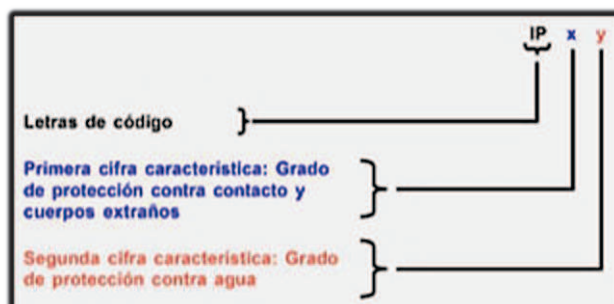 IP x y
Letras de código
Primera cifra característica: Grado
de protección contra contacto y
cuerpos extraños
Segunda cifra característica: Grado
de protección contra agua